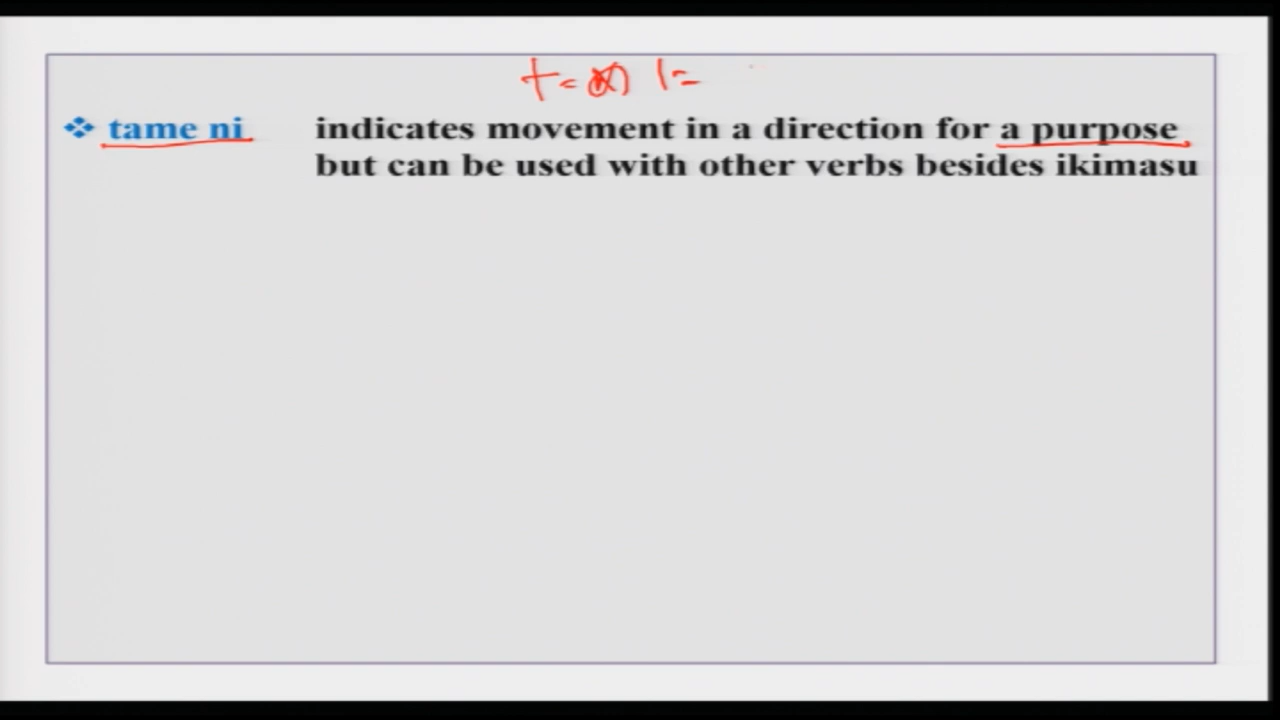 ために
tame ni indicates movement in a direction for a purpose
but can be used with other verbs besides ikimasu